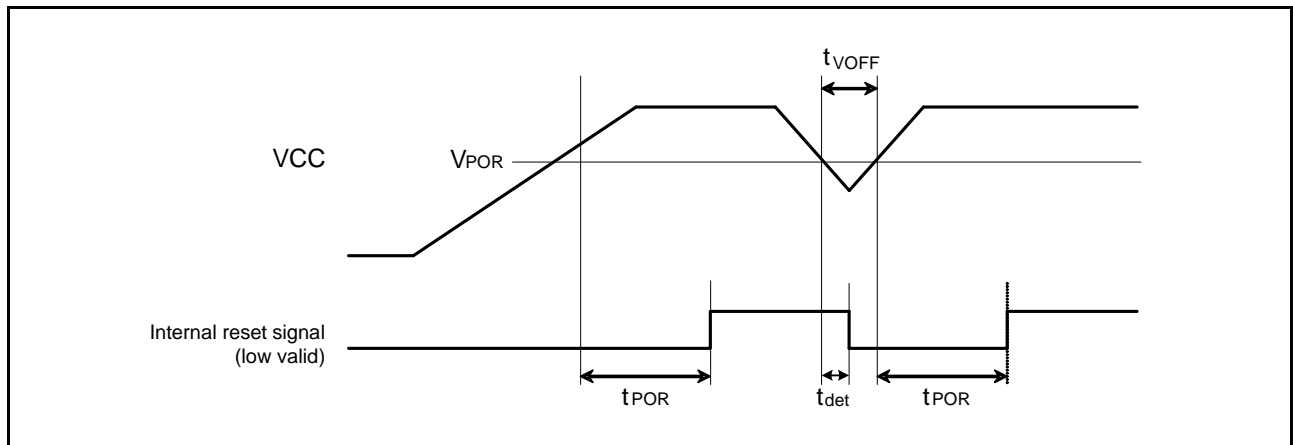 tVOFF
VCC
VPOR
Internal reset signal
(low valid)
tPOR
tdet
tPOR